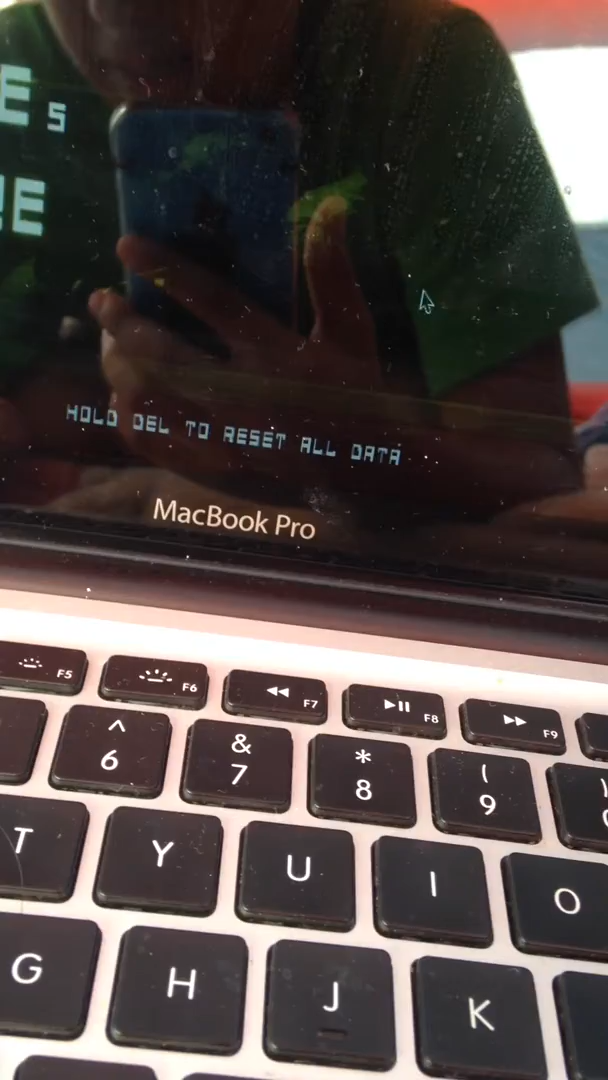 E S
E
HOLD DEL TO RESET ALL DATA
MacBook Pro
F5 F6 F7 F8 F9
^ & * ( )
6 7 8 9
T Y U I O
G H J K